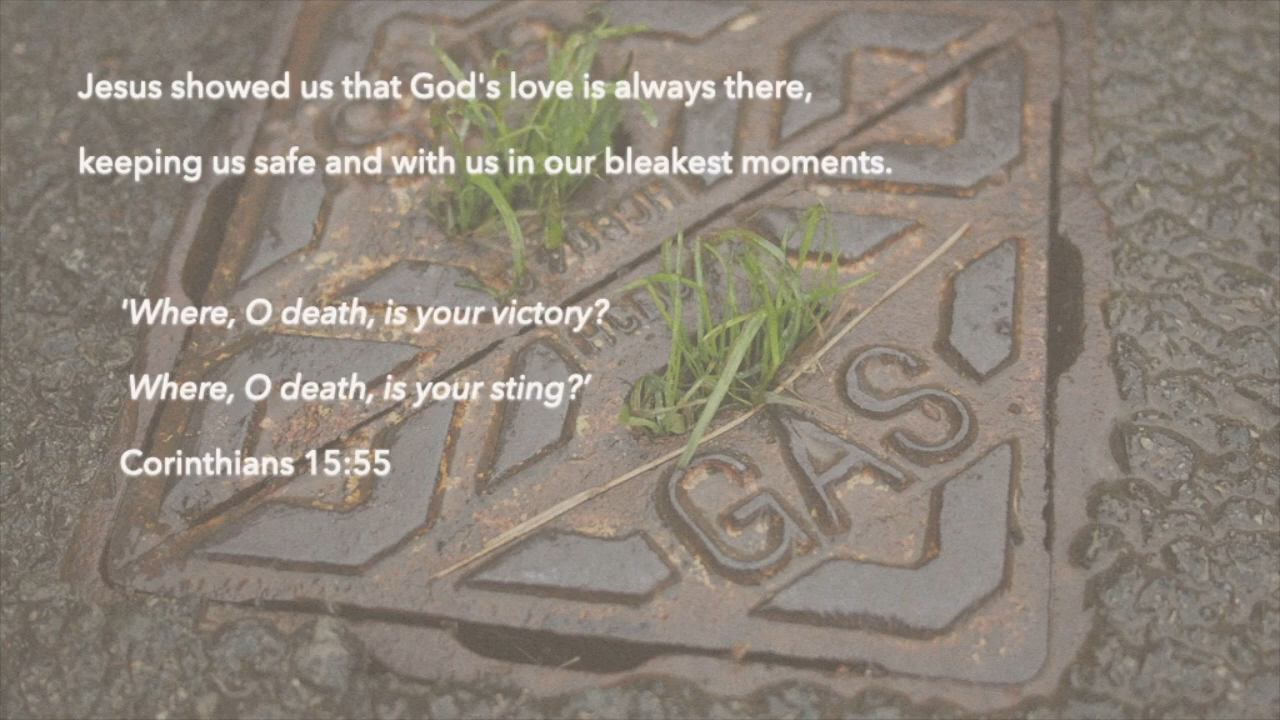 Jesus showed us that God's love is always there,
keeping us safe and with us in our bleakest moments.
'Where, O death, is your victory?
Where, O death, is your sting?’
Corinthians 15:55
GAS